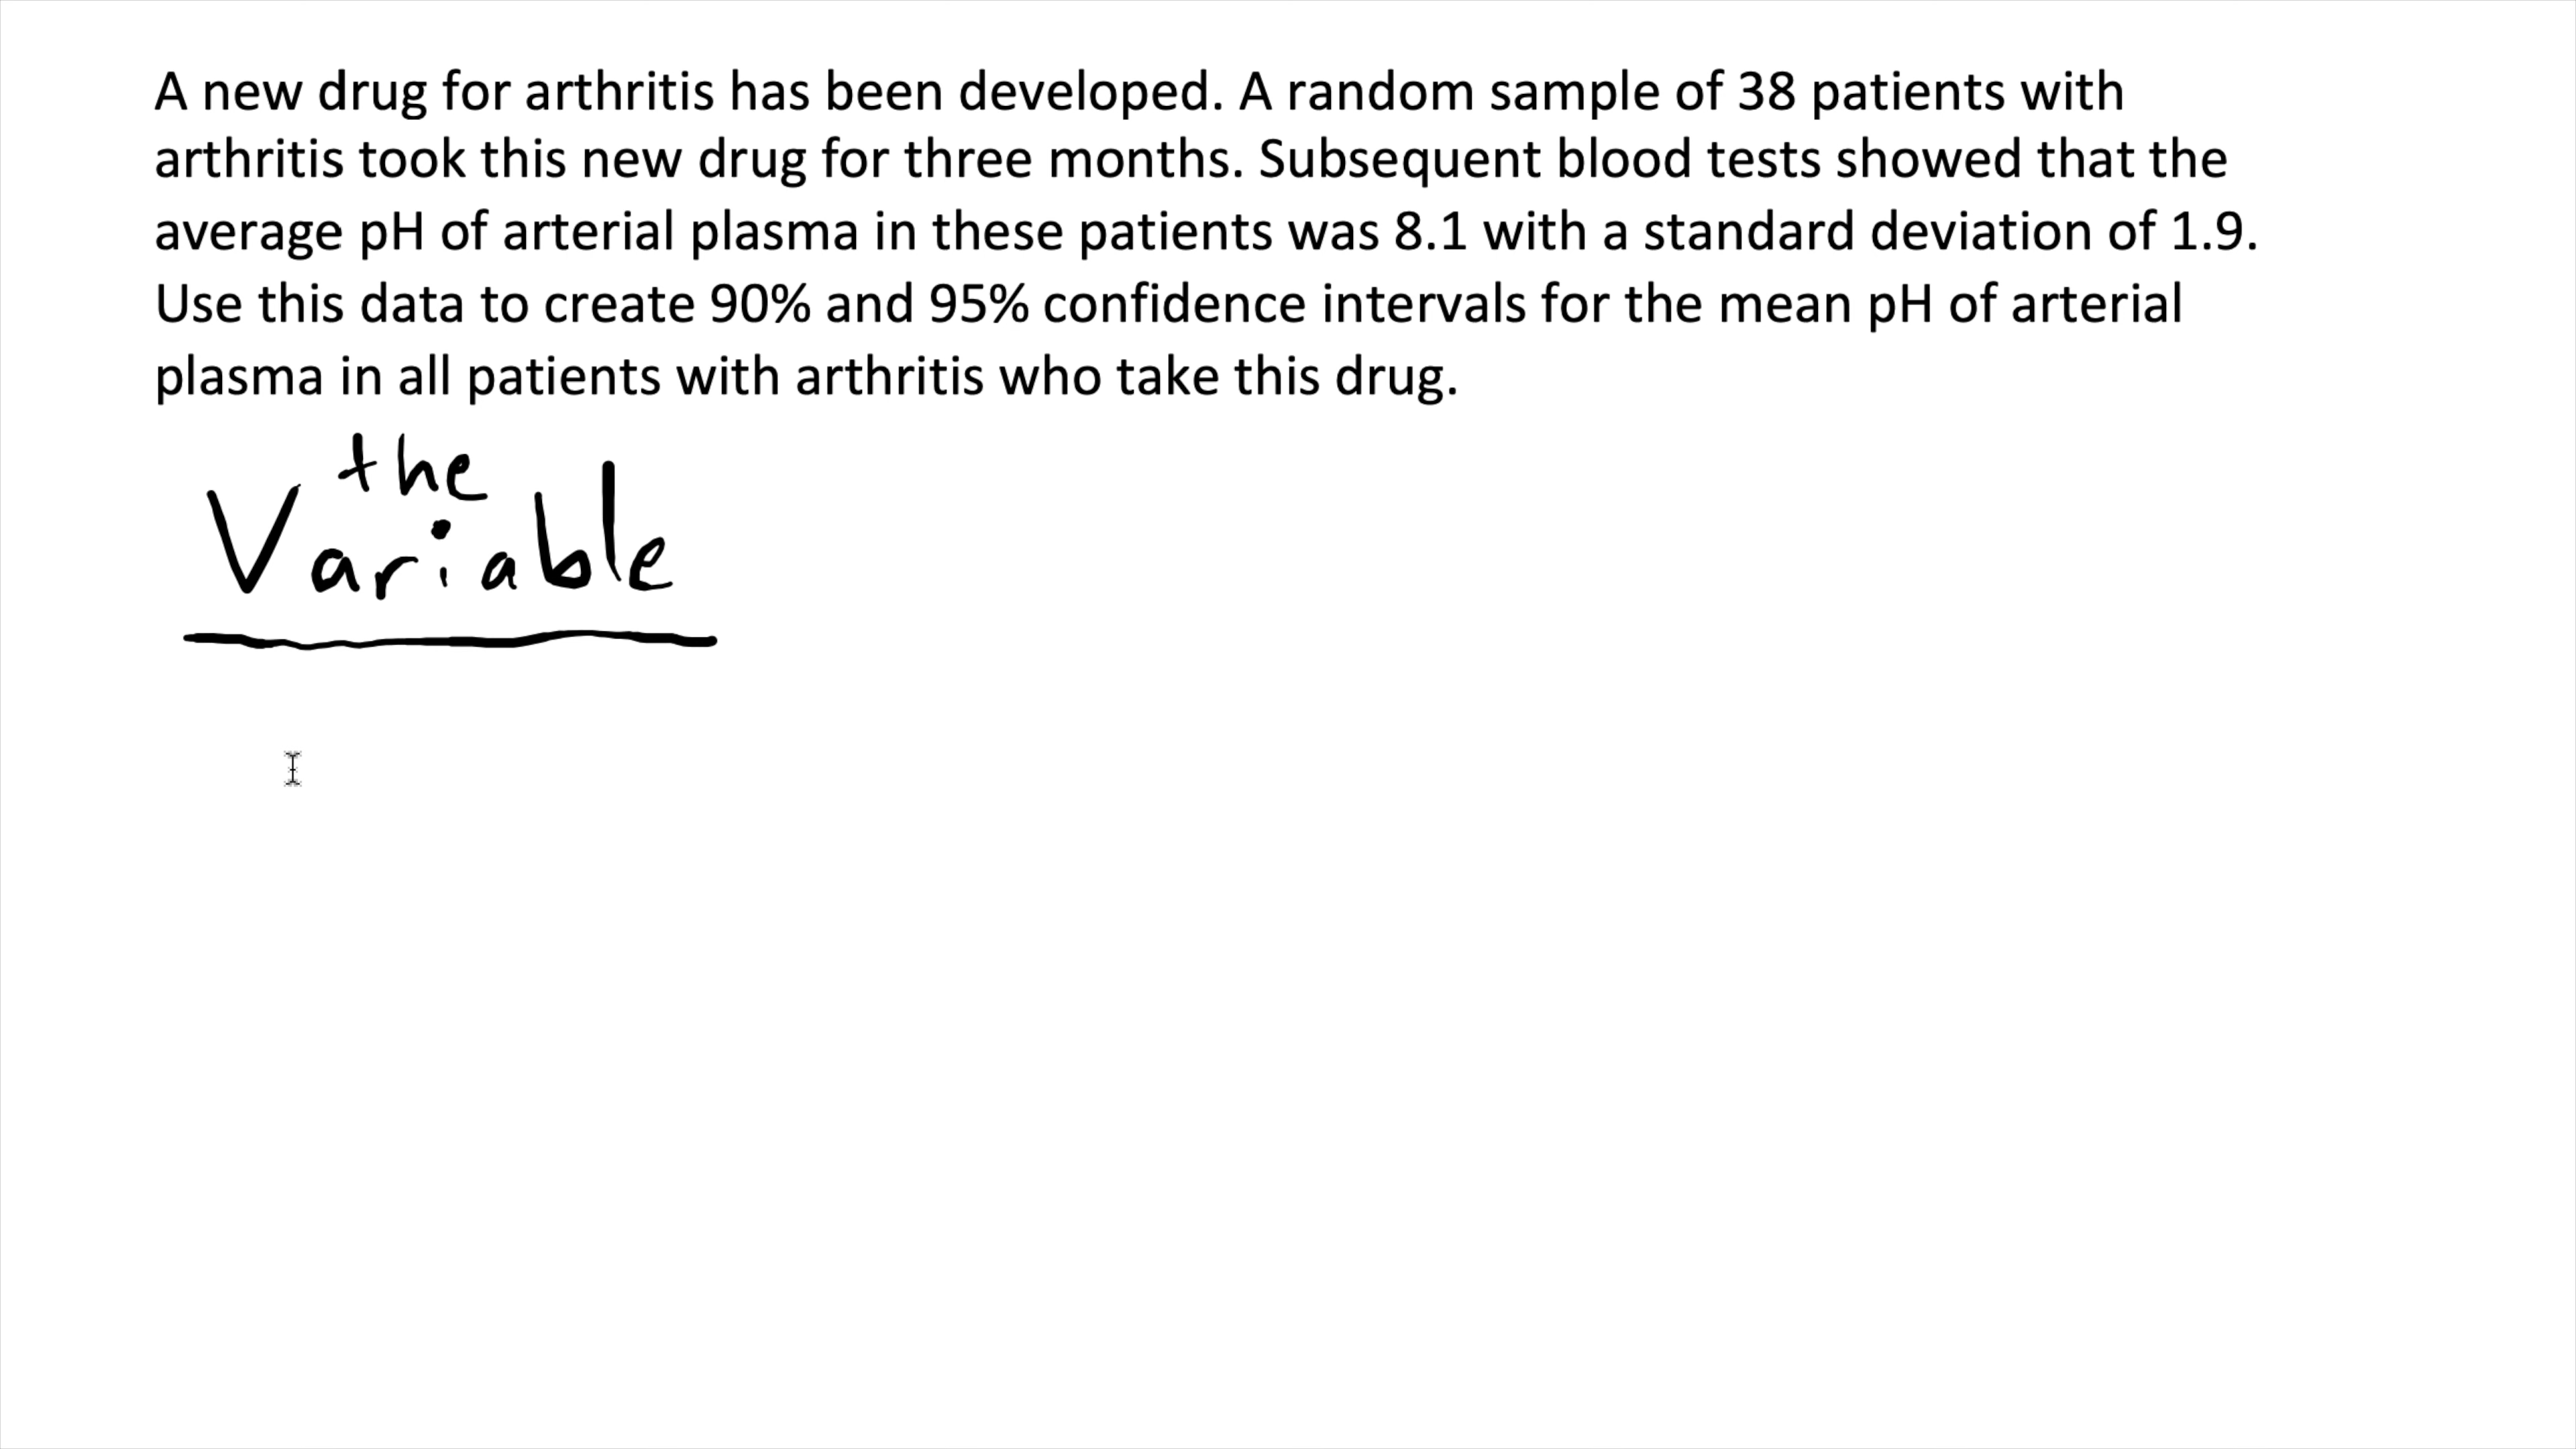 A new drug for arthritis has been developed. A random sample of 38 patients with
arthritis took this new drug for three months. Subsequent blood tests showed that the
average pH of arterial plasma in these patients was 8.1 with a standard deviation of 1.9.
Use this data to create 90% and 95% confidence intervals for the mean pH of arterial
plasma in all patients with arthritis who take this drug.
the
Variable